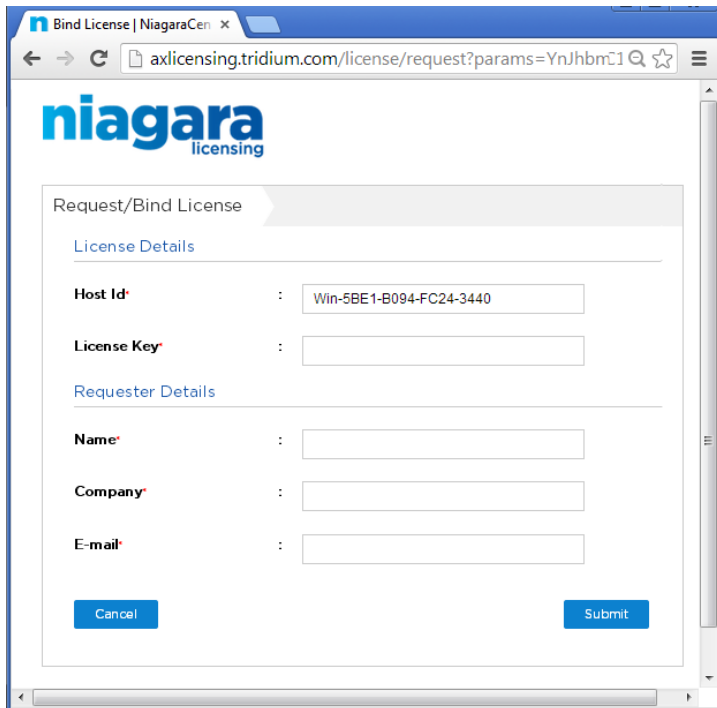 Bind License | NiagaraCen
axlicensing.tridium.com/license/request?params=
niagara
licensing
Request/Bind License
License Details
Host Id* : Win-5BE1-B094-FC24-3440
License Key* :
Requester Details
Name* :
Company* :
E-mail* :
Cancel Submit